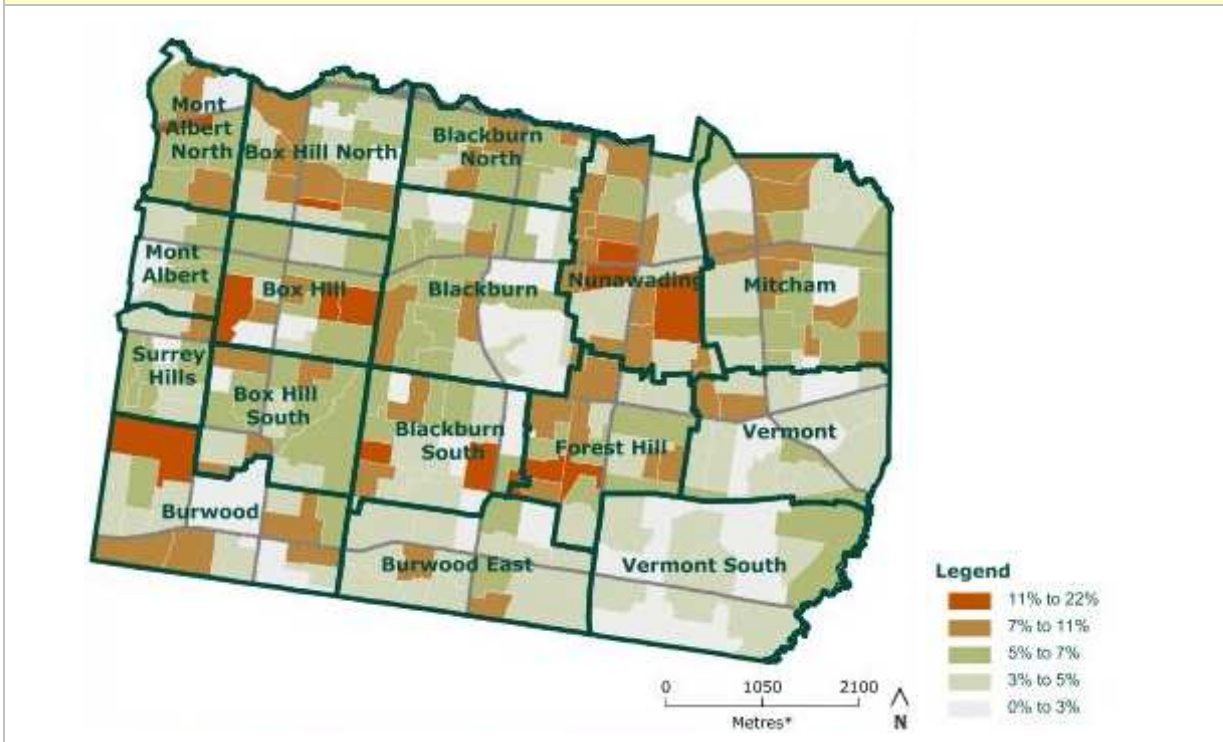 Mont
Albert
North
Box Hill North
Blackburn
North
Mont
Albert
Box Hill
Blackburn
Nunawading
Mitcham
Surrey
Hills
Box Hill
South
Blackburn
South
Forest Hill
Vermont
Burwood
Burwood East
Vermont South
Legend
11% to 22%
7% to 11%
5% to 7%
3% to 5%
0% to 3%
0 1050 2100
Metres*
N